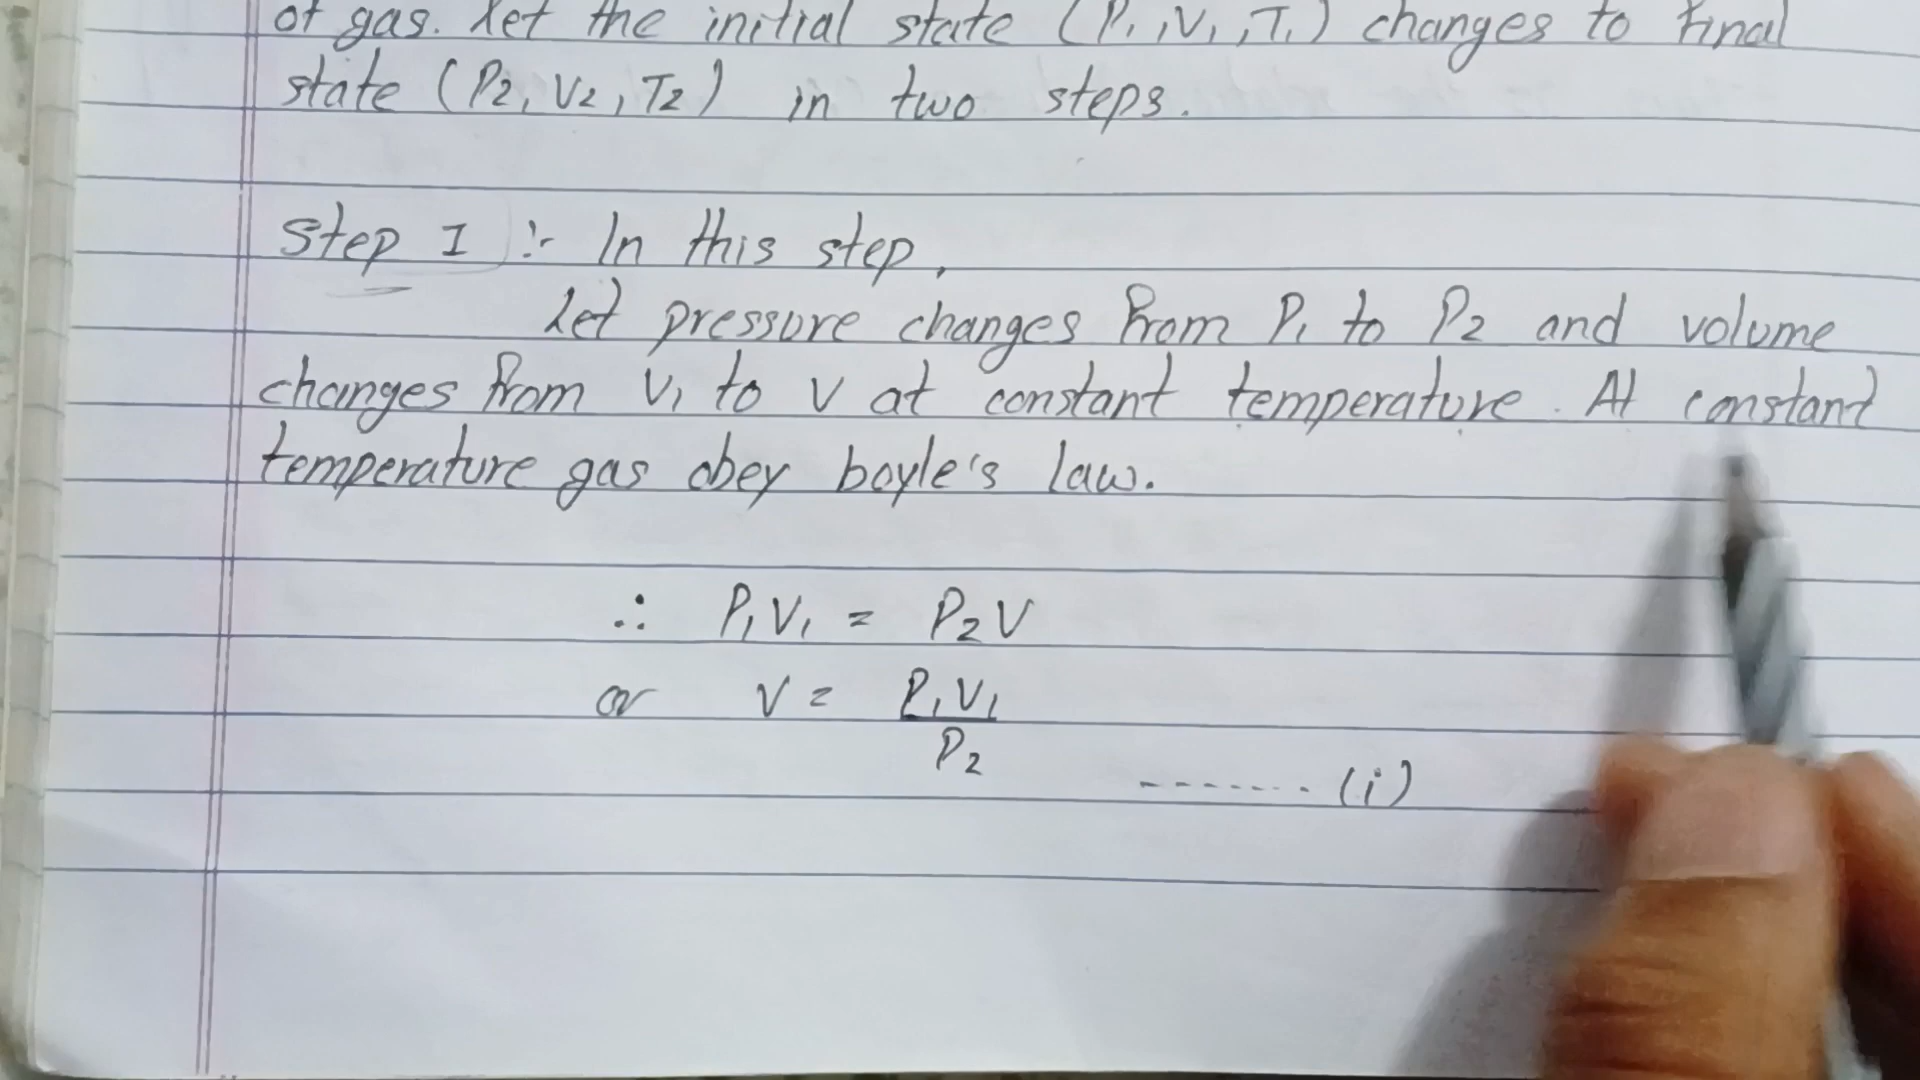 of gas. Let the initial state (P₁, V₁, T₁) changes to final
state (P₂, V₂, T₂) in two steps.
Step I :- In this step,
Let pressure changes from P₁ to P₂ and volume
changes from V₁ to V at constant temperature. At constant
temperature gas obey boyle's law.
∴ P₁V₁ = P₂V
or V = P₁V₁
P₂
------- (i)